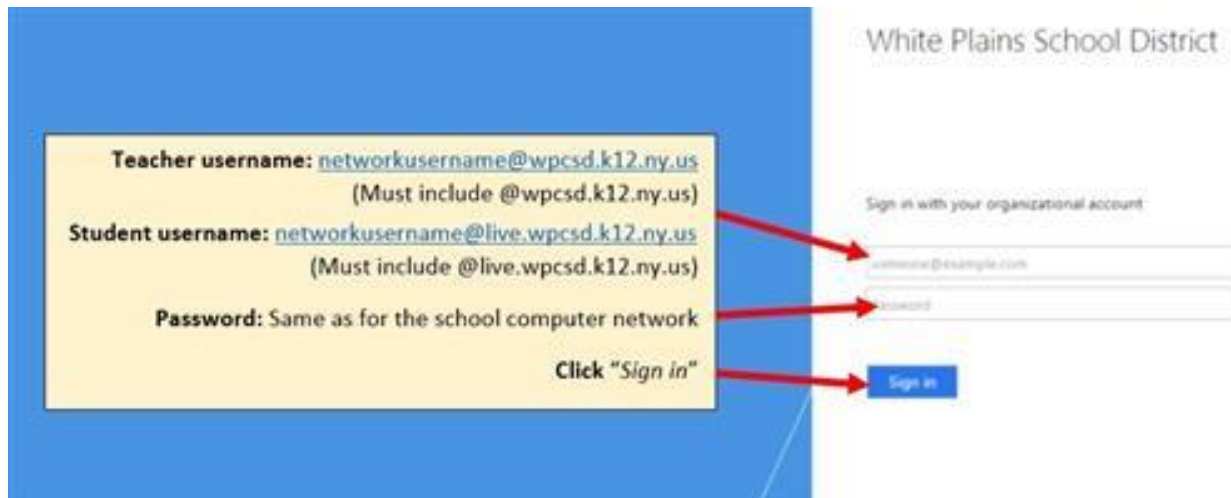 White Plains School District
Teacher username: networkusername@wpcsd.k12.ny.us
(Must include @wpcsd.k12.ny.us)
Student username: networkusername@live.wpcsd.k12.ny.us
(Must include @live.wpcsd.k12.ny.us)
Password: Same as for the school computer network
Click "Sign in"
Sign in with your organizational account
someone@example.com
Password
Sign in